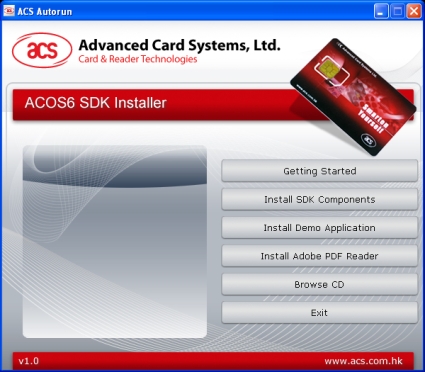 ACS Autorun
ACS
Advanced Card Systems, Ltd.
Card & Reader Technologies
ACOS6 SDK Installer
Smarten
Yourself
ACS
Getting Started
Install SDK Components
Install Demo Application
Install Adobe PDF Reader
Browse CD
Exit
v1.0
www.acs.com.hk